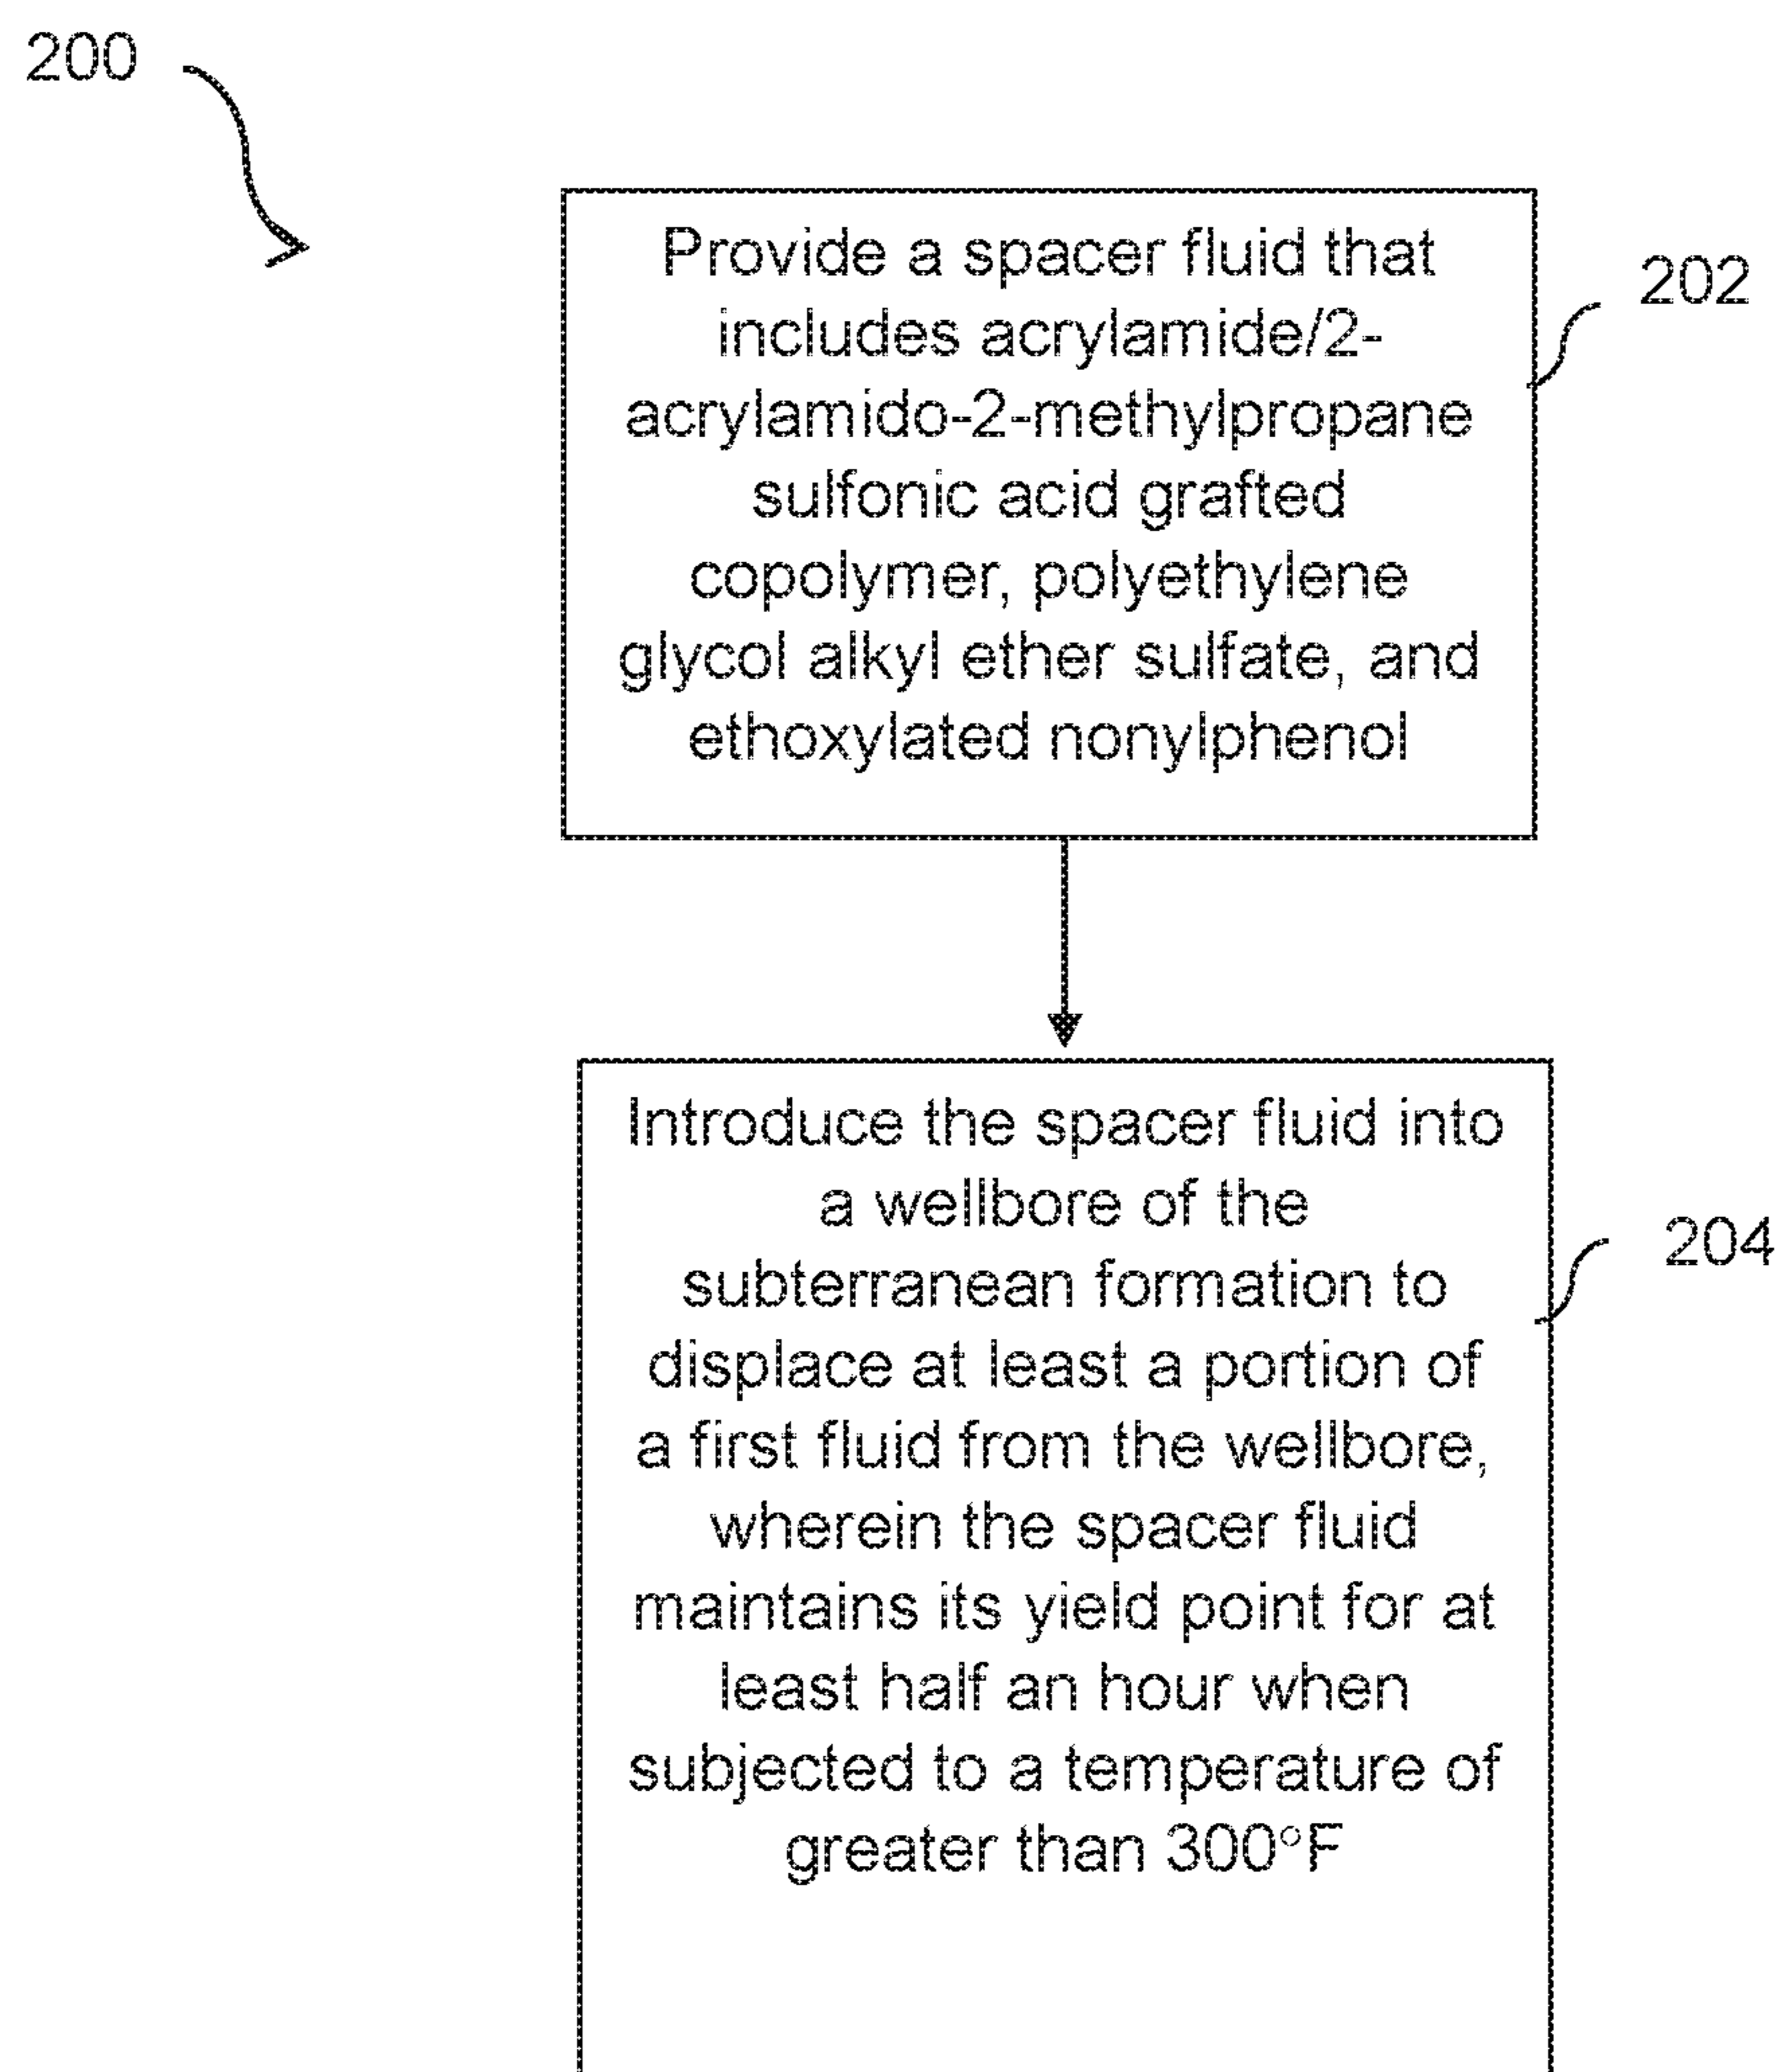 200
Provide a spacer fluid that
includes acrylamide/2-
acrylamido-2-methylpropane
sulfonic acid grafted
copolymer, polyethylene
glycol alkyl ether sulfate, and
ethoxylated nonylphenol
202
Introduce the spacer fluid into
a wellbore of the
subterranean formation to
displace at least a portion of
a first fluid from the wellbore,
wherein the spacer fluid
maintains its yield point for at
least half an hour when
subjected to a temperature of
greater than 300°F
204